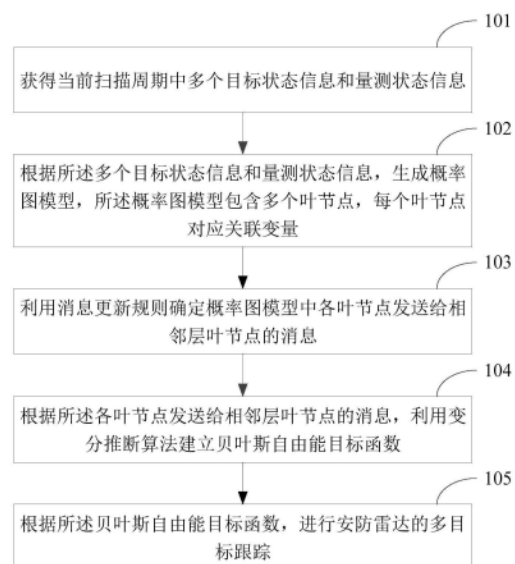 101
获得当前扫描周期中多个目标状态信息和量测状态信息
102
根据所述多个目标状态信息和量测状态信息，生成概率
图模型，所述概率图模型包含多个叶节点，每个叶节点
对应关联变量
103
利用消息更新规则确定概率图模型中各叶节点发送给相
邻层叶节点的消息
104
根据所述各叶节点发送给相邻层叶节点的消息，利用变
分推断算法建立贝叶斯自由能目标函数
105
根据所述贝叶斯自由能目标函数，进行安防雷达的多目
标跟踪